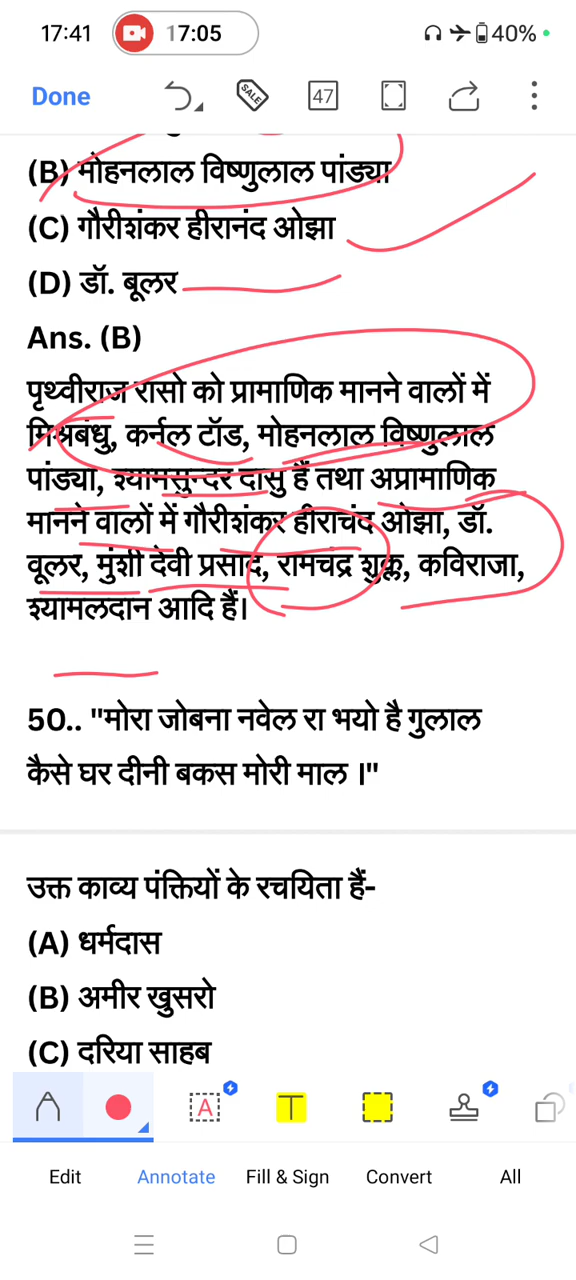 17:41 17:05 40%
Done SALE 47
(B) मोहनलाल विष्णुलाल पांड्या
(C) गौरीशंकर हीरानंद ओझा
(D) डॉ. बूलर
Ans. (B)
पृथ्वीराज रासो को प्रामाणिक मानने वालों में
मिश्रबंधु, कर्नल टॉड, मोहनलाल विष्णुलाल
पांड्या, श्यामसुन्दर दासु हैं तथा अप्रामाणिक
मानने वालों में गौरीशंकर हीराचंद ओझा, डॉ.
वूलर, मुंशी देवी प्रसाद, रामचंद्र शुक्ल, कविराजा,
श्यामलदान आदि हैं।
50.. "मोरा जोबना नवेल रा भयो है गुलाल
कैसे घर दीनी बकस मोरी माल ।"
उक्त काव्य पंक्तियों के रचयिता हैं-
(A) धर्मदास
(B) अमीर खुसरो
(C) दरिया साहब
A T
Edit Annotate Fill & Sign Convert All